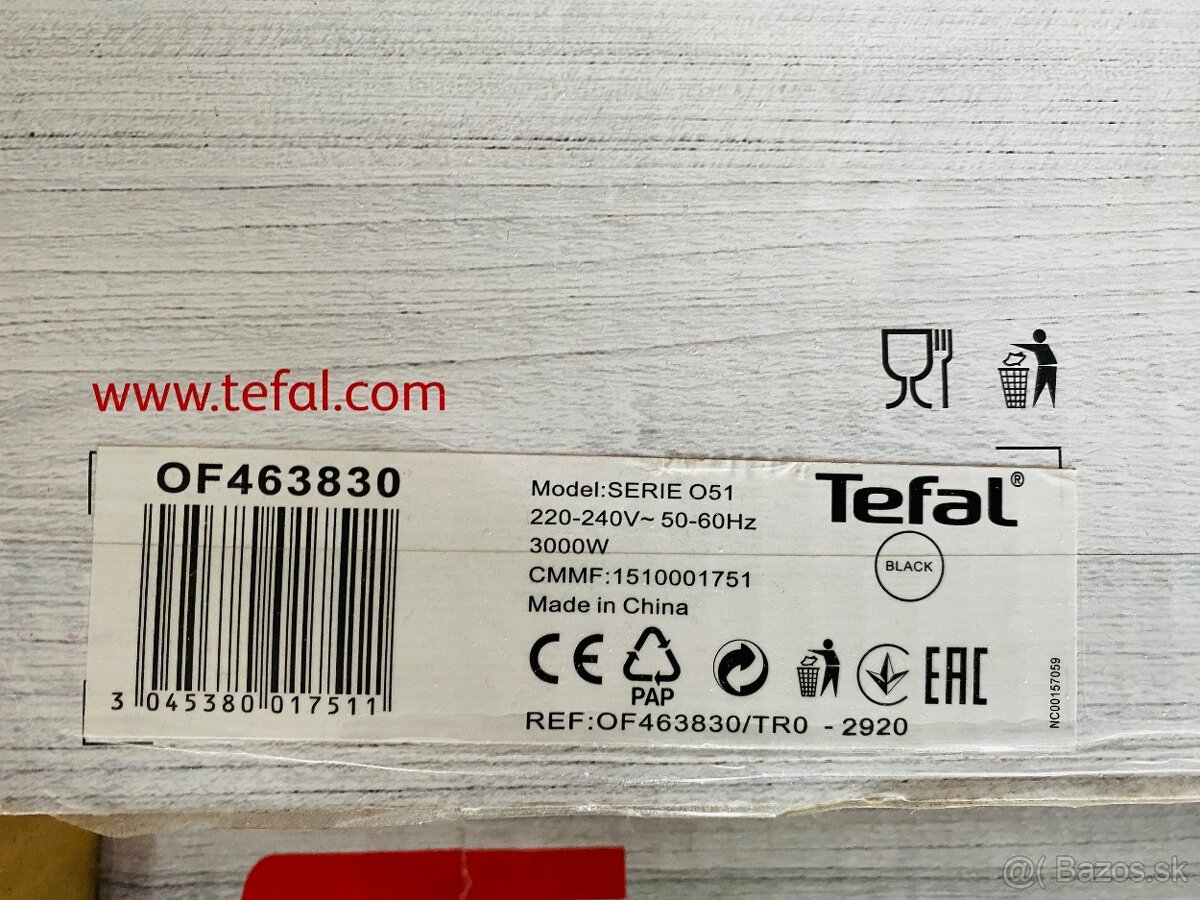 www.tefal.com
OF463830
3 045380 017511
Model:SERIE O51
220-240V~ 50-60Hz
3000W
CMMF:1510001751
Made in China
CE
PAP
EAC
REF:OF463830/TR0 - 2920
Tefal®
BLACK
NC00157059
@( Bazos.sk